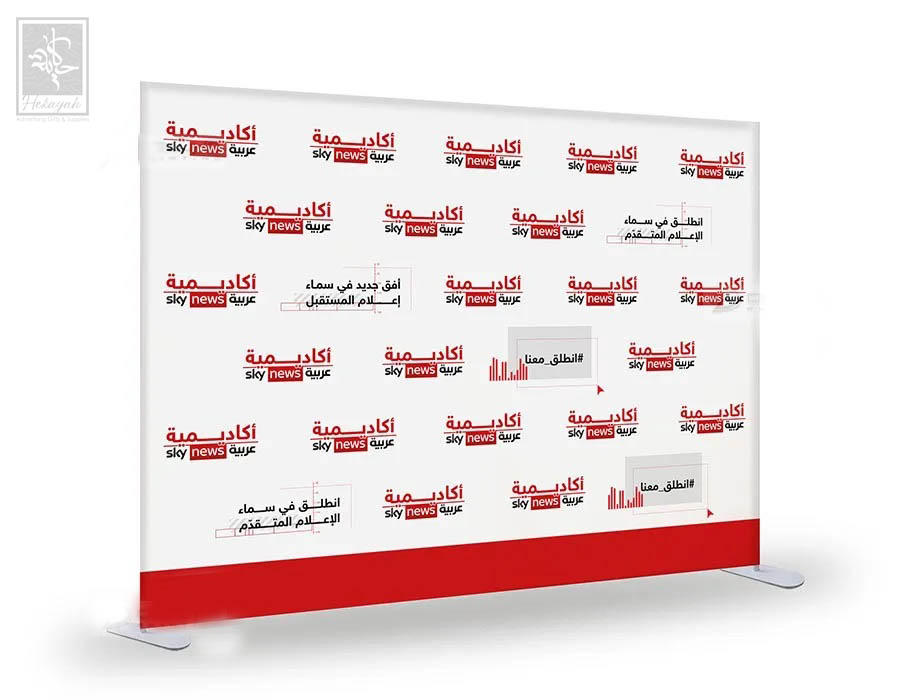 Hekayah
Advertising Gifts & Supplies
أكاديمية
sky news عربية
أكاديمية
sky news عربية
أكاديمية
sky news عربية
أكاديمية
sky news عربية
أكاديمية
sky news عربية
انطلق في سماء
الإعلام المتقدّم
أكاديمية
sky news عربية
أكاديمية
sky news عربية
أكاديمية
sky news عربية
أكاديمية
sky news عربية
أكاديمية
sky news عربية
أكاديمية
sky news عربية
أفق جديد في سماء
إعلام المستقبل
أكاديمية
sky news عربية
أكاديمية
sky news عربية
#انطلق_معنا
أكاديمية
sky news عربية
أكاديمية
sky news عربية
أكاديمية
sky news عربية
أكاديمية
sky news عربية
أكاديمية
sky news عربية
أكاديمية
sky news عربية
أكاديمية
sky news عربية
#انطلق_معنا
أكاديمية
sky news عربية
أكاديمية
sky news عربية
انطلق في سماء
الإعلام المتقدّم